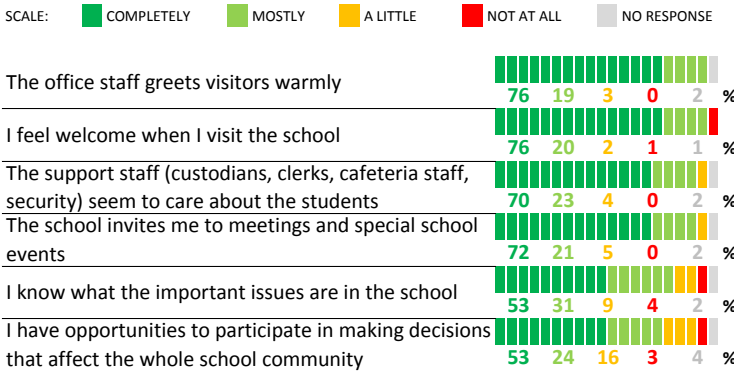 SCALE: COMPLETELY MOSTLY A LITTLE NOT AT ALL NO RESPONSE
The office staff greets visitors warmly
76 19 3 0 2 %
I feel welcome when I visit the school
76 20 2 1 1 %
The support staff (custodians, clerks, cafeteria staff,
security) seem to care about the students
70 23 4 0 2 %
The school invites me to meetings and special school
events
72 21 5 0 2 %
I know what the important issues are in the school
53 31 9 4 2 %
I have opportunities to participate in making decisions
that affect the whole school community
53 24 16 3 4 %